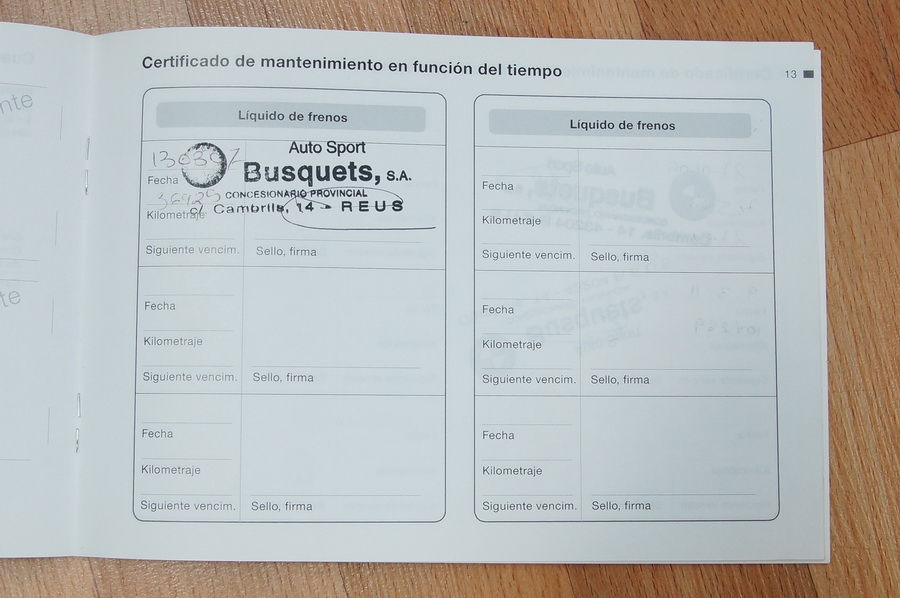 Certificado de mantenimiento en función del tiempo
13
Líquido de frenos
130307
Fecha
Auto Sport
Busquets, S.A.
CONCESIONARIO PROVINCIAL
c/ Cambrils, 14 - REUS
Kilometraje
Siguiente vencim.
Sello, firma
Fecha
Kilometraje
Siguiente vencim.
Sello, firma
Fecha
Kilometraje
Siguiente vencim.
Sello, firma
Líquido de frenos
Fecha
Kilometraje
Siguiente vencim.
Sello, firma
Fecha
Kilometraje
Siguiente vencim.
Sello, firma
Fecha
Kilometraje
Siguiente vencim.
Sello, firma